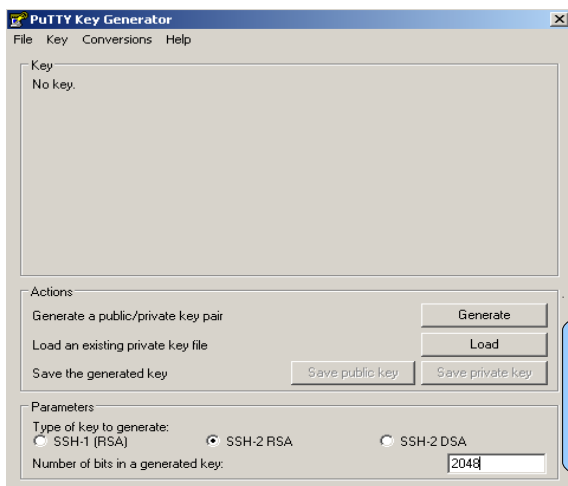 PuTTY Key Generator
File Key Conversions Help
Key
No key.
Actions
Generate a public/private key pair
Generate
Load an existing private key file
Load
Save the generated key
Save public key
Save private key
Parameters
Type of key to generate:
SSH-1 (RSA) SSH-2 RSA SSH-2 DSA
Number of bits in a generated key:
2048